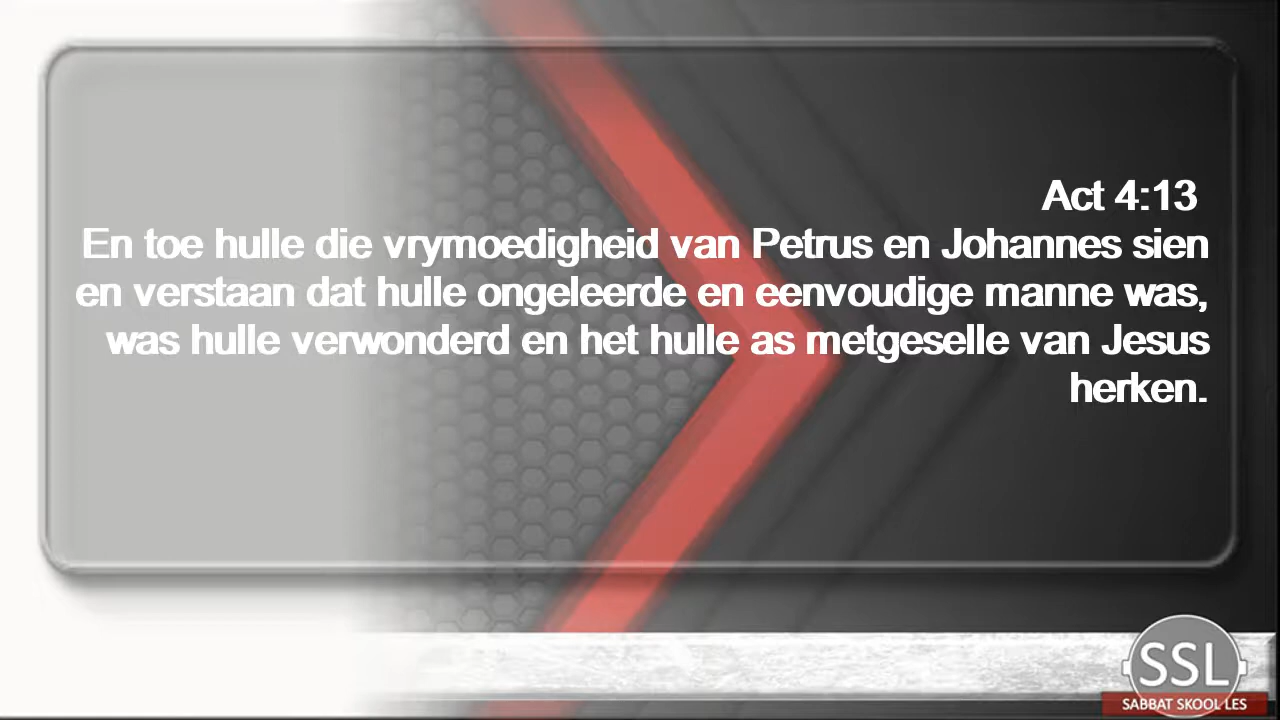 Act 4:13
En toe hulle die vrymoedigheid van Petrus en Johannes sien
en verstaan dat hulle ongeleerde en eenvoudige manne was,
was hulle verwonderd en het hulle as metgeselle van Jesus
herken.
SSL
SABBAT SKOOL LES